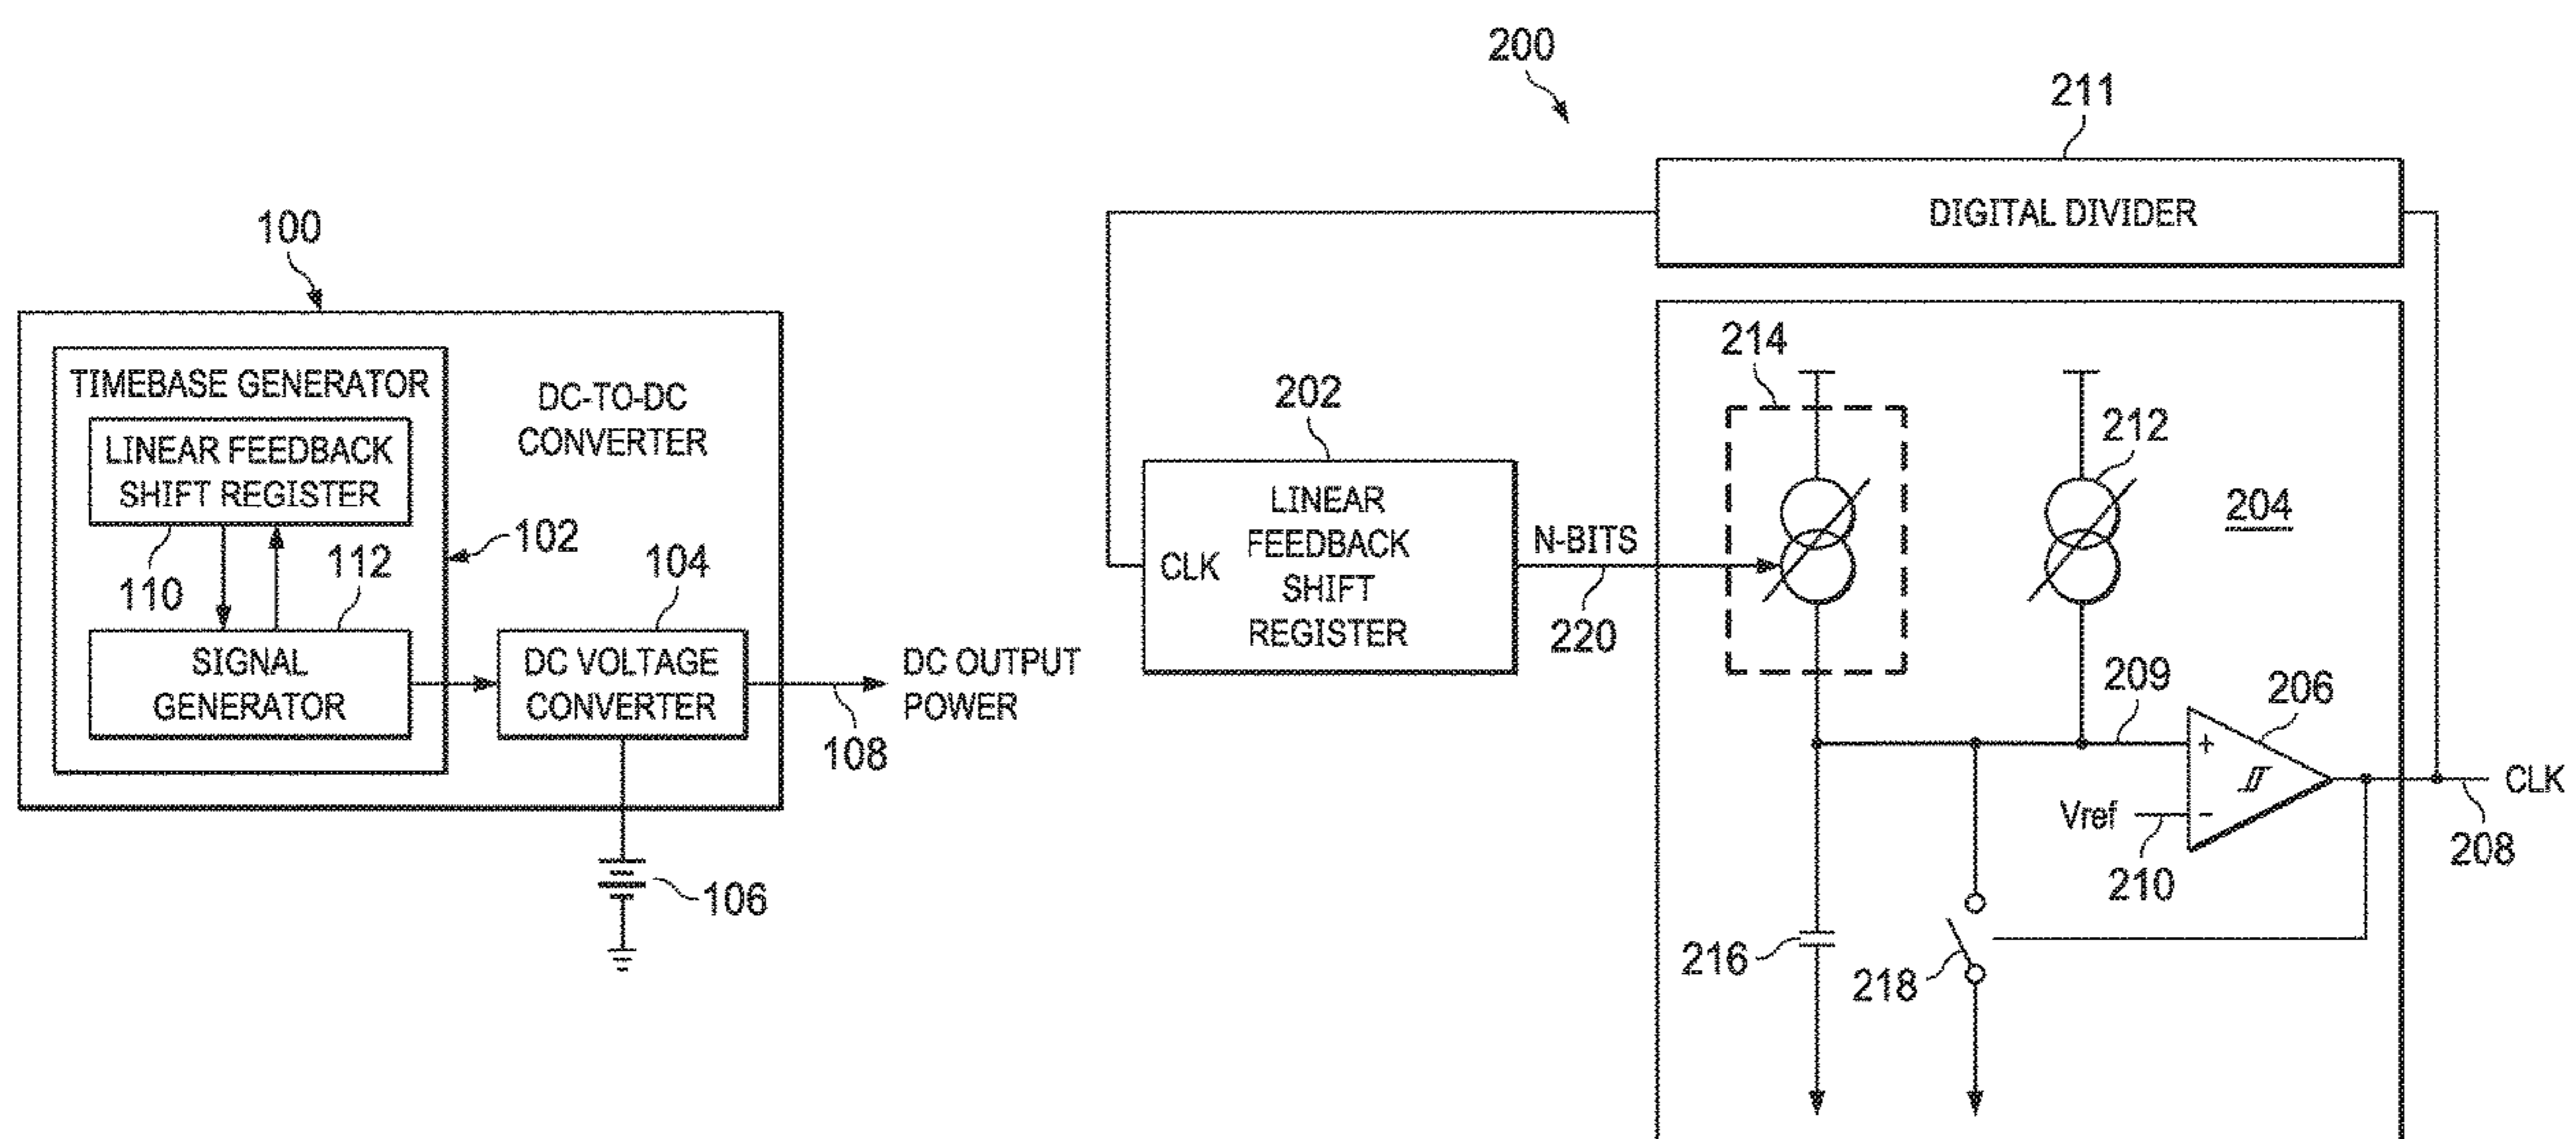 100
TIMEBASE GENERATOR
DC-TO-DC
CONVERTER
LINEAR FEEDBACK
SHIFT REGISTER
102
110
112
104
SIGNAL
GENERATOR
DC VOLTAGE
CONVERTER
DC OUTPUT
POWER
108
106
200
211
DIGITAL DIVIDER
214
202
212
204
LINEAR
FEEDBACK
SHIFT
REGISTER
CLK
N-BITS
220
209
206
+
Vref
-
210
CLK
208
216
218